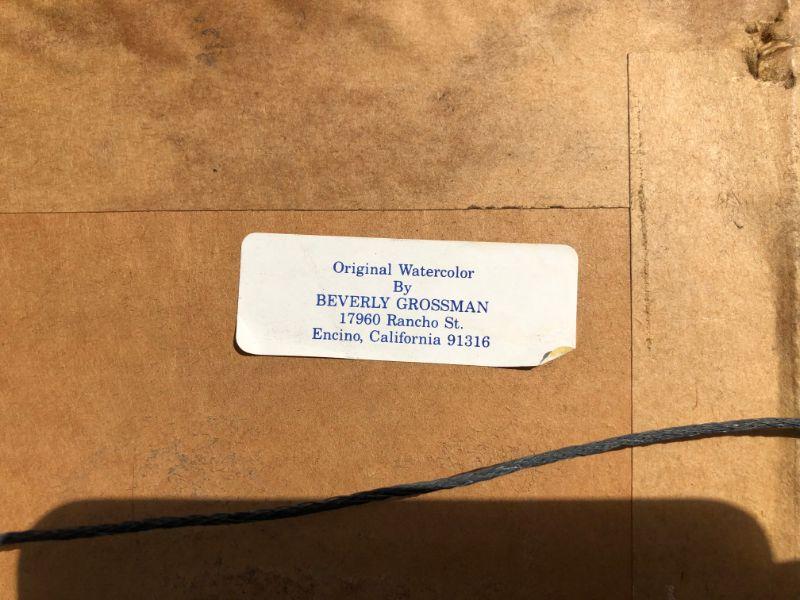 Original Watercolor
By
BEVERLY GROSSMAN
17960 Rancho St.
Encino, California 91316